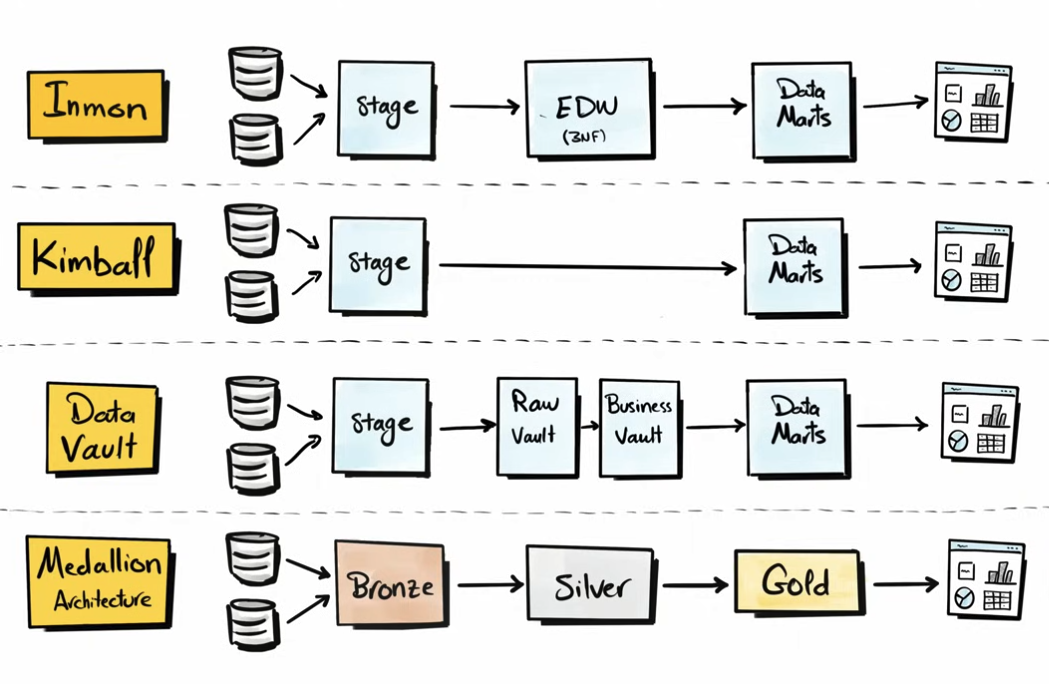 Inmon
Stage
EDW
(3NF)
Data
Marts
Kimball
Stage
Data
Marts
Data
Vault
Stage
Raw
Vault
Business
Vault
Data
Marts
Medallion
Architecture
Bronze
Silver
Gold